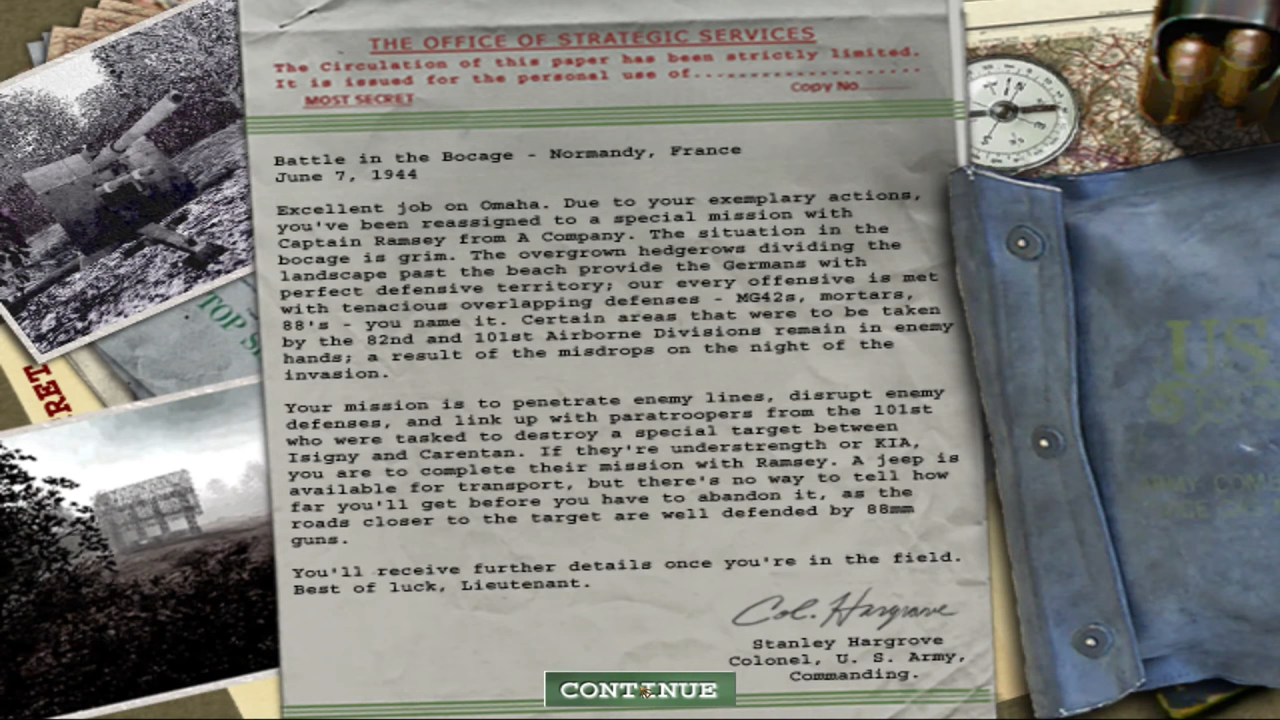 THE OFFICE OF STRATEGIC SERVICES
The Circulation of this paper has been strictly limited.
It is issued for the personal use of....................
MOST SECRET
Copy No..........
Battle in the Bocage - Normandy, France
June 7, 1944
Excellent job on Omaha. Due to your exemplary actions,
you've been reassigned to a special mission with
Captain Ramsey from A Company. The situation in the
bocage is grim. The overgrown hedgerows dividing the
landscape past the beach provide the Germans with
perfect defensive territory; our every offensive is met
with tenacious overlapping defenses - MG42s, mortars,
88's - you name it. Certain areas that were to be taken
by the 82nd and 101st Airborne Divisions remain in enemy
hands; a result of the misdrops on the night of the
invasion.
Your mission is to penetrate enemy lines, disrupt enemy
defenses, and link up with paratroopers from the 101st
who were tasked to destroy a special target between
Isigny and Carentan. If they're understrength or KIA,
you are to complete their mission with Ramsey. A jeep is
available for transport, but there's no way to tell how
far you'll get before you have to abandon it, as the
roads closer to the target are well defended by 88mm
guns.
You'll receive further details once you're in the field.
Best of luck, Lieutenant.
Col. Hargrove
Stanley Hargrove
Colonel, U. S. Army,
Commanding.
CONTINUE
TOP S
RET
US